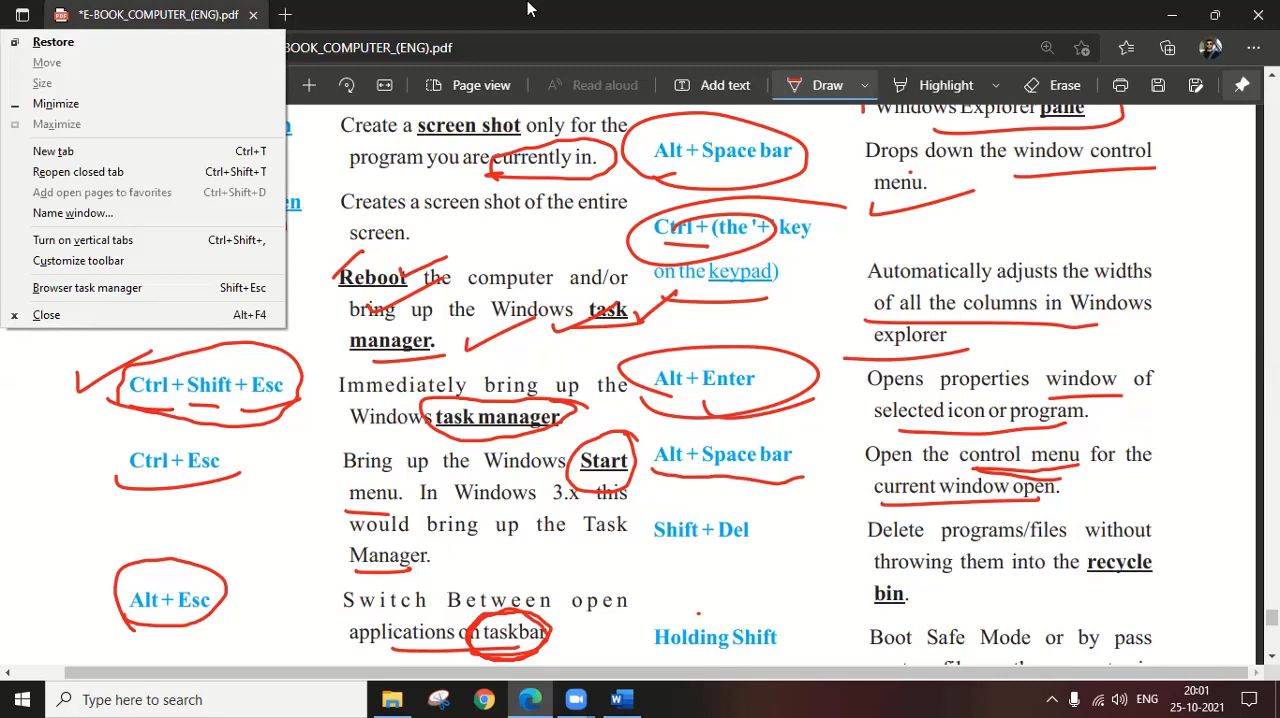 *E-BOOK_COMPUTER_(ENG).pdf
Restore
Move
Size
Minimize
Maximize
New tab Ctrl+T
Reopen closed tab Ctrl+Shift+T
Add open pages to favorites Ctrl+Shift+D
Name window...
Turn on vertical tabs Ctrl+Shift+,
Customize toolbar
Browser task manager Shift+Esc
Close Alt+F4
BOOK_COMPUTER_(ENG).pdf
Page view
Read aloud
Add text
Draw
Highlight
Erase
Create a screen shot only for the
program you are currently in.
en
Creates a screen shot of the entire
screen.
Reboot the computer and/or
bring up the Windows task
manager.
Ctrl + Shift + Esc
Immediately bring up the
Windows task manager.
Ctrl + Esc
Bring up the Windows Start
menu. In Windows 3.x this
would bring up the Task
Manager.
Alt + Esc
Switch Between open
applications on taskbar
Windows Explorer pane
Alt + Space bar
Drops down the window control
menu.
Ctrl + (the '+' key
on the keypad)
Automatically adjusts the widths
of all the columns in Windows
explorer
Alt + Enter
Opens properties window of
selected icon or program.
Alt + Space bar
Open the control menu for the
current window open.
Shift + Del
Delete programs/files without
throwing them into the recycle
bin.
Holding Shift
Boot Safe Mode or by pass
Type here to search
ENG
20:01
25-10-2021